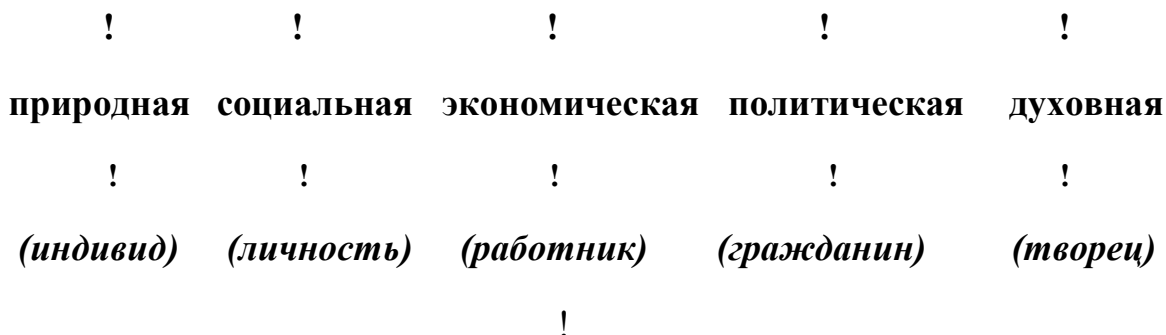 ! ! ! ! !
природная социальная экономическая политическая духовная
! ! ! ! !
(индивид) (личность) (работник) (гражданин) (творец)
!